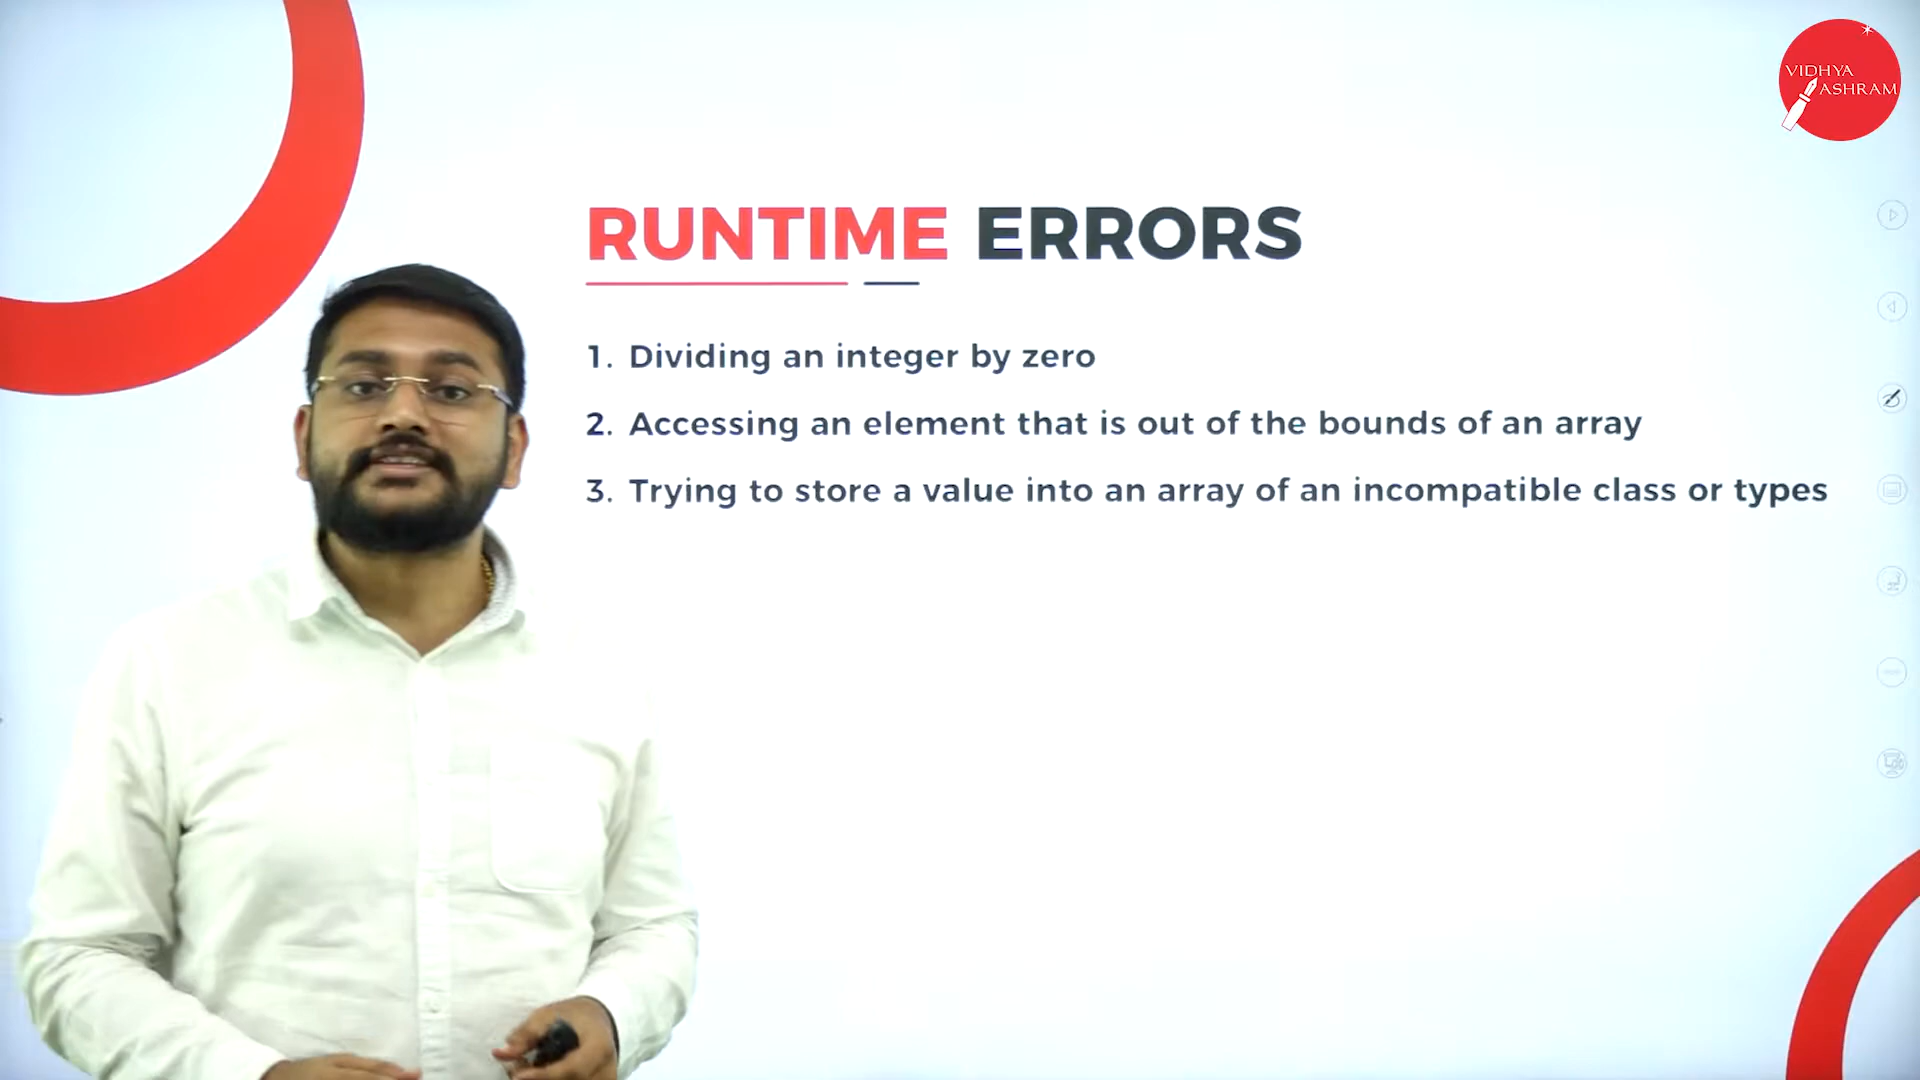 VIDHYA
ASHRAM
RUNTIME ERRORS
1. Dividing an integer by zero
2. Accessing an element that is out of the bounds of an array
3. Trying to store a value into an array of an incompatible class or types